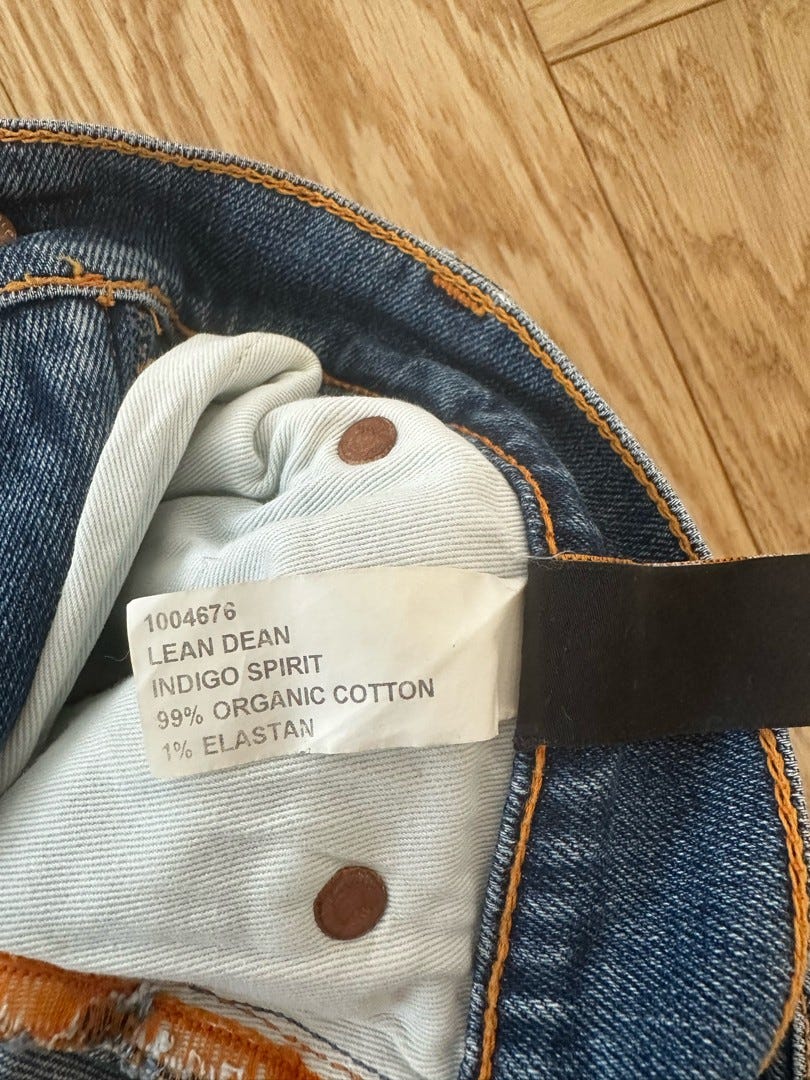 1004676
LEAN DEAN
INDIGO SPIRIT
99% ORGANIC COTTON
1% ELASTAN